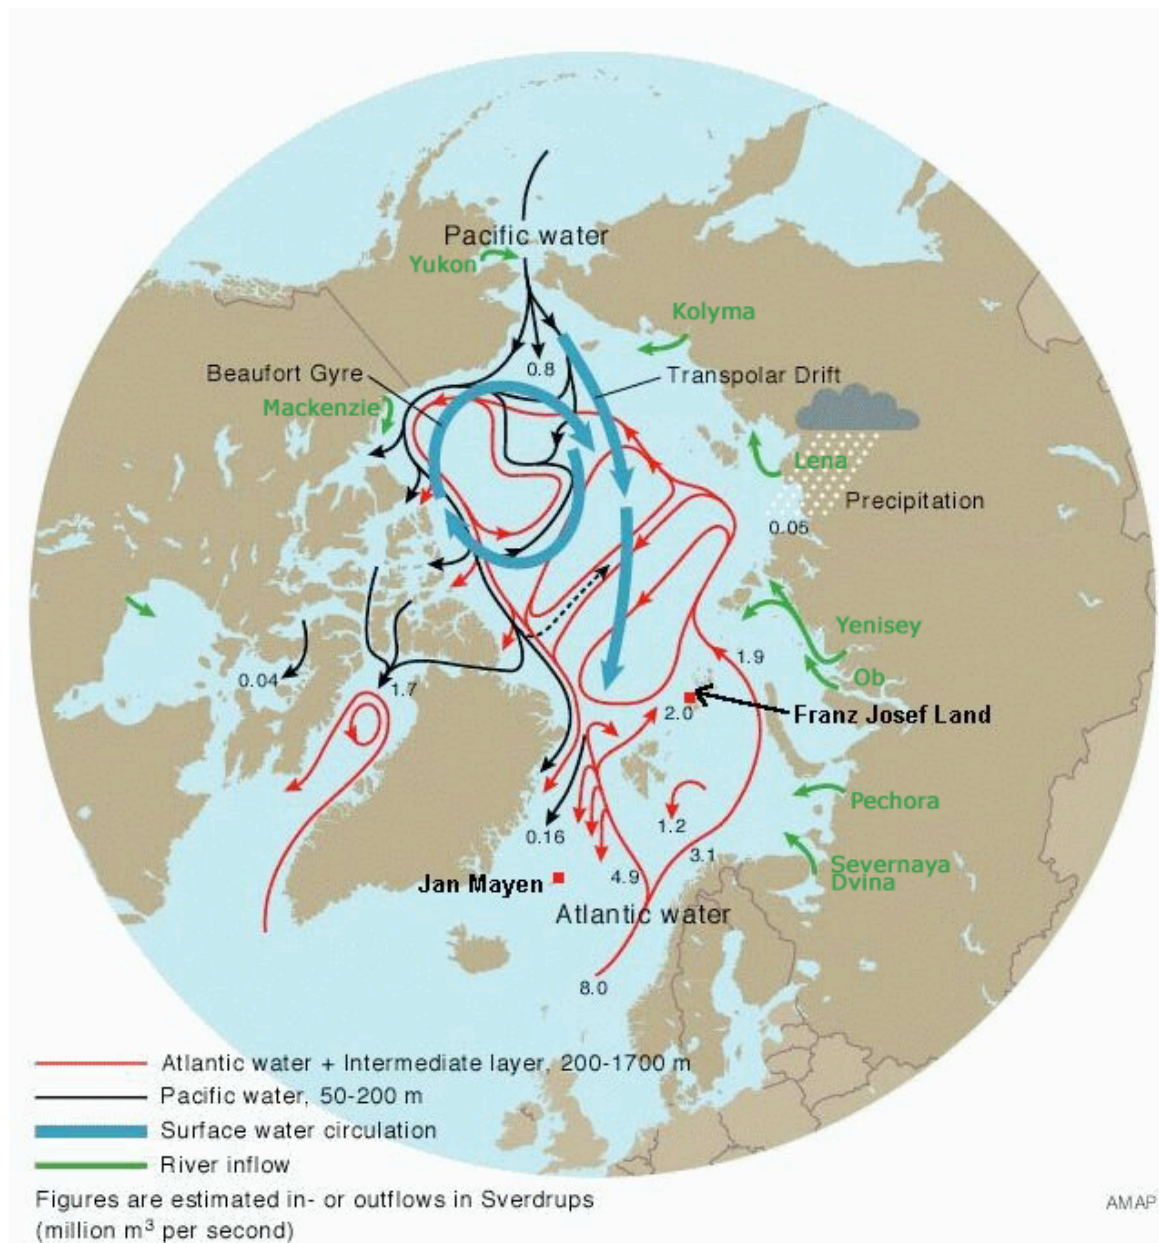 Pacific water
Yukon
Kolyma
0.8
Beaufort Gyre
Transpolar Drift
Mackenzie
Lena
Precipitation
0.05
Yenisey
1.9
Ob
0.04
1.7
2.0
Franz Josef Land
Pechora
1.2
0.16
3.1
Severnaya
Dvina
4.9
Jan Mayen
Atlantic water
8.0
Atlantic water + Intermediate layer, 200-1700 m
Pacific water, 50-200 m
Surface water circulation
River inflow
Figures are estimated in- or outflows in Sverdrups
(million m³ per second)
AMAP